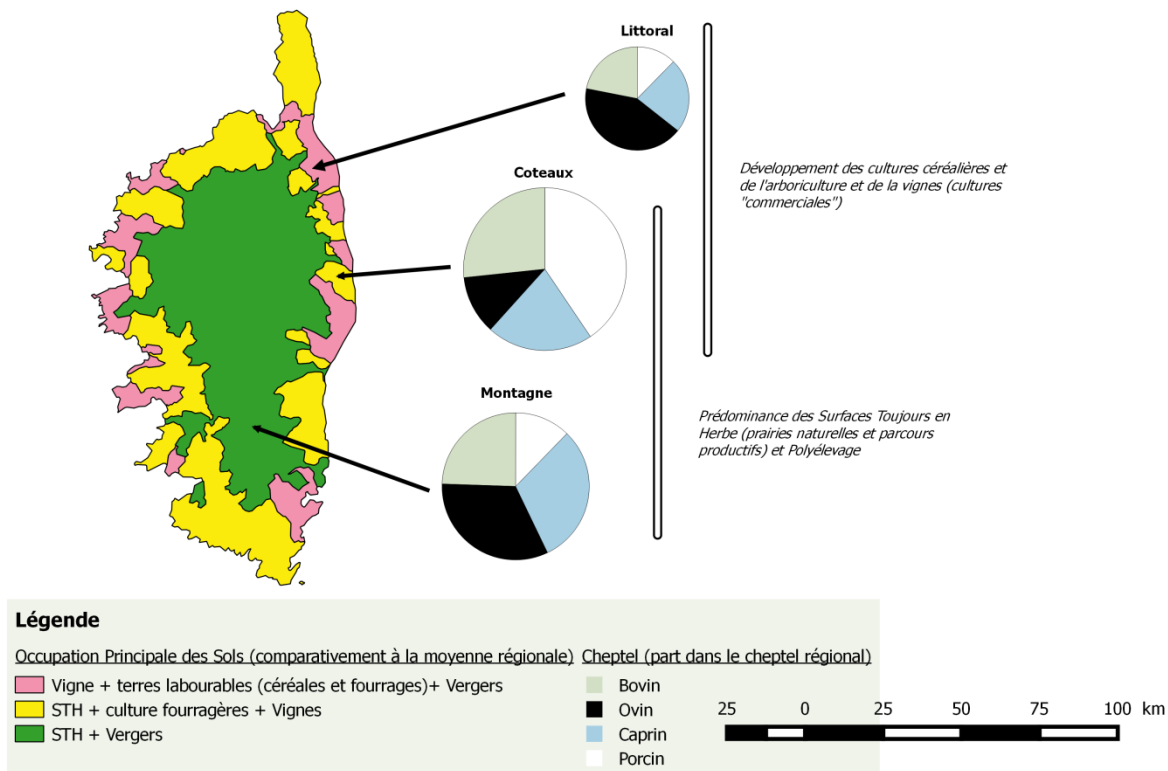 Littoral
Développement des cultures céréalières et
de l'arboriculture et de la vignes (cultures
"commerciales")
Coteaux
Montagne
Prédominance des Surfaces Toujours en
Herbe (prairies naturelles et parcours
productifs) et Polyélevage
Légende
Occupation Principale des Sols (comparativement à la moyenne régionale)
Vigne + terres labourables (céréales et fourrages)+ Vergers
STH + culture fourragères + Vignes
STH + Vergers
Cheptel (part dans le cheptel régional)
Bovin
Ovin
Caprin
Porcin
25 0 25 50 75 100 km